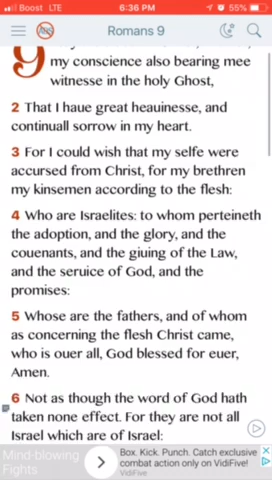 Boost LTE 6:36 PM 55%
Romans 9
9
my conscience also bearing mee
witnesse in the holy Ghost,
2 That I haue great heauinesse, and
continuall sorrow in my heart.
3 For I could wish that my selfe were
accursed from Christ, for my brethren
my kinsemen according to the flesh:
4 Who are Israelites: to whom perteineth
the adoption, and the glory, and the
couenants, and the giuing of the Law,
and the seruice of God, and the
promises:
5 Whose are the fathers, and of whom
as concerning the flesh Christ came,
who is ouer all, God blessed for euer,
Amen.
6 Not as though the word of God hath
taken none effect. For they are not all
Israel which are of Israel:
Mind-blowing
Fights
Box. Kick. Punch. Catch exclusive
combat action only on VidiFive!
VidiFive